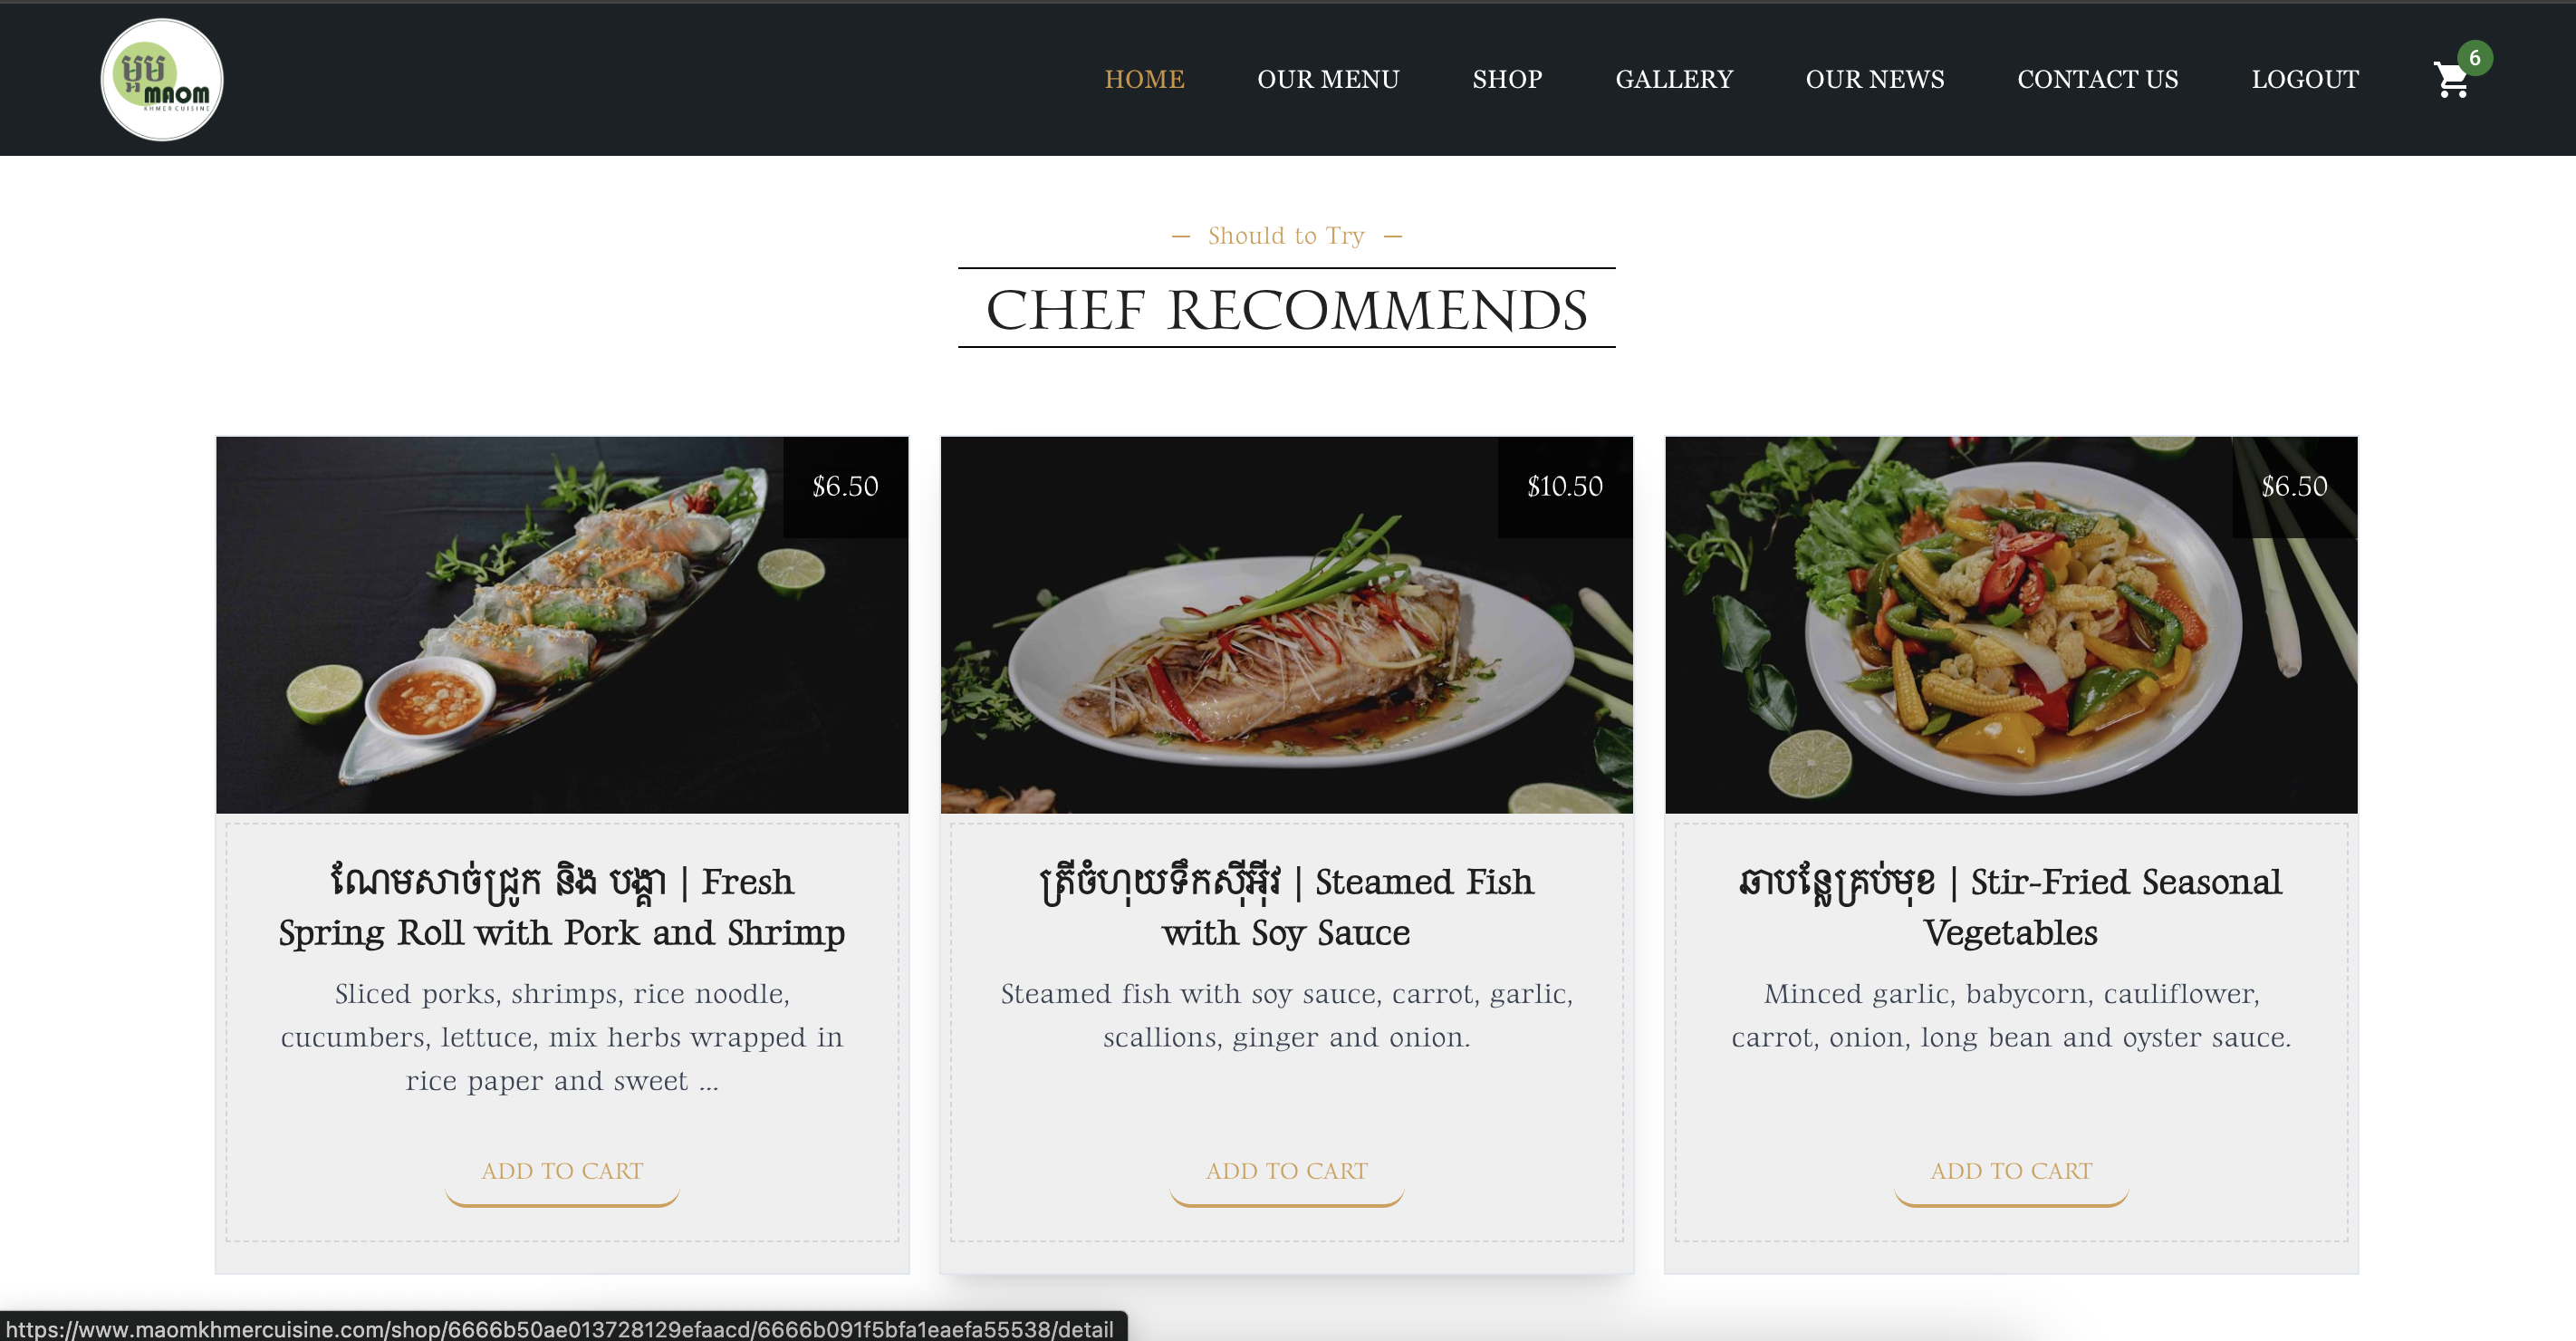 ម្អម
MAOM
KHMER CUISINE
HOME
OUR MENU
SHOP
GALLERY
OUR NEWS
CONTACT US
LOGOUT
6
— Should to Try —
CHEF RECOMMENDS
$6.50
$10.50
$6.50
ណែមសាច់ជ្រូក និង បង្គា | Fresh
Spring Roll with Pork and Shrimp
Sliced porks, shrimps, rice noodle,
cucumbers, lettuce, mix herbs wrapped in
rice paper and sweet ...
ADD TO CART
ត្រីចំហុយទឹកស៊ីអ៊ីវ | Steamed Fish
with Soy Sauce
Steamed fish with soy sauce, carrot, garlic,
scallions, ginger and onion.
ADD TO CART
ឆាបន្លែគ្រប់មុខ | Stir-Fried Seasonal
Vegetables
Minced garlic, babycorn, cauliflower,
carrot, onion, long bean and oyster sauce.
ADD TO CART
https://www.maomkhmercuisine.com/shop/6666b50ae013728129efaacd/6666b091f5bfa1eaefa55538/detail